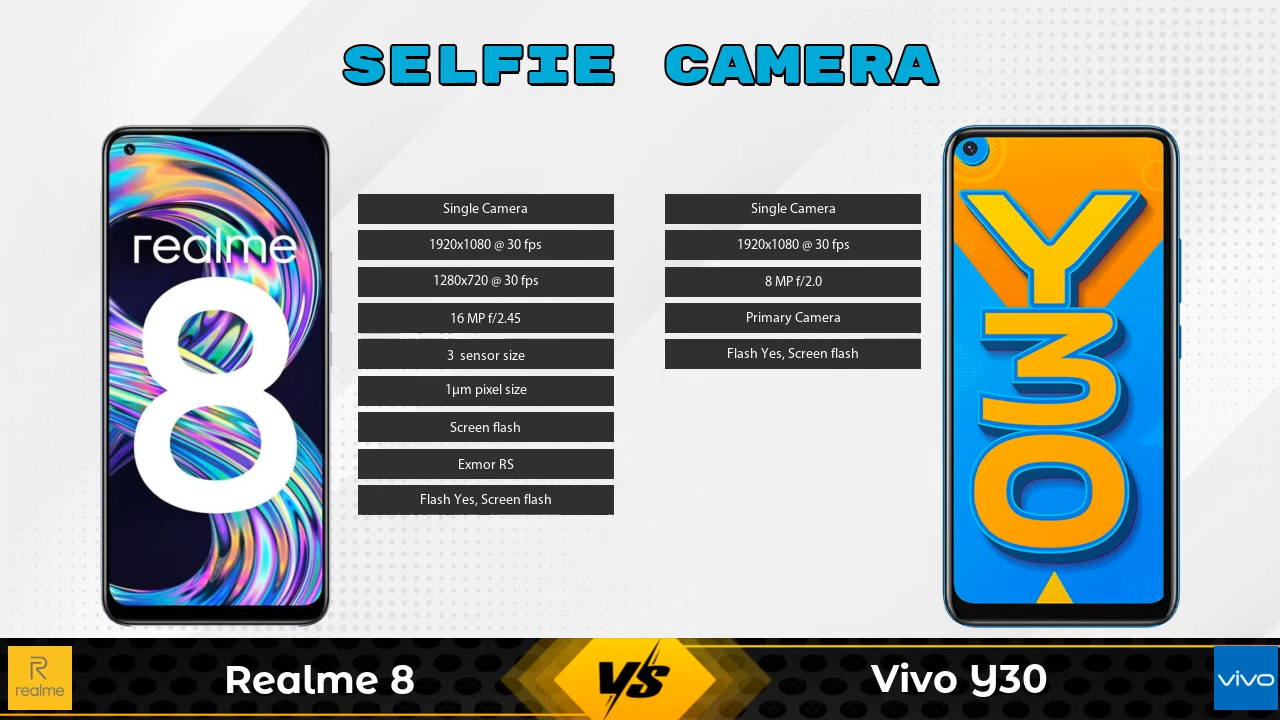 SELFIE CAMERA
realme
8
Single Camera
1920x1080 @ 30 fps
1280x720 @ 30 fps
16 MP f/2.45
3 sensor size
1µm pixel size
Screen flash
Exmor RS
Flash Yes, Screen flash
Single Camera
1920x1080 @ 30 fps
8 MP f/2.0
Primary Camera
Flash Yes, Screen flash
Y30
R
realme
Realme 8
VS
Vivo Y30
vivo